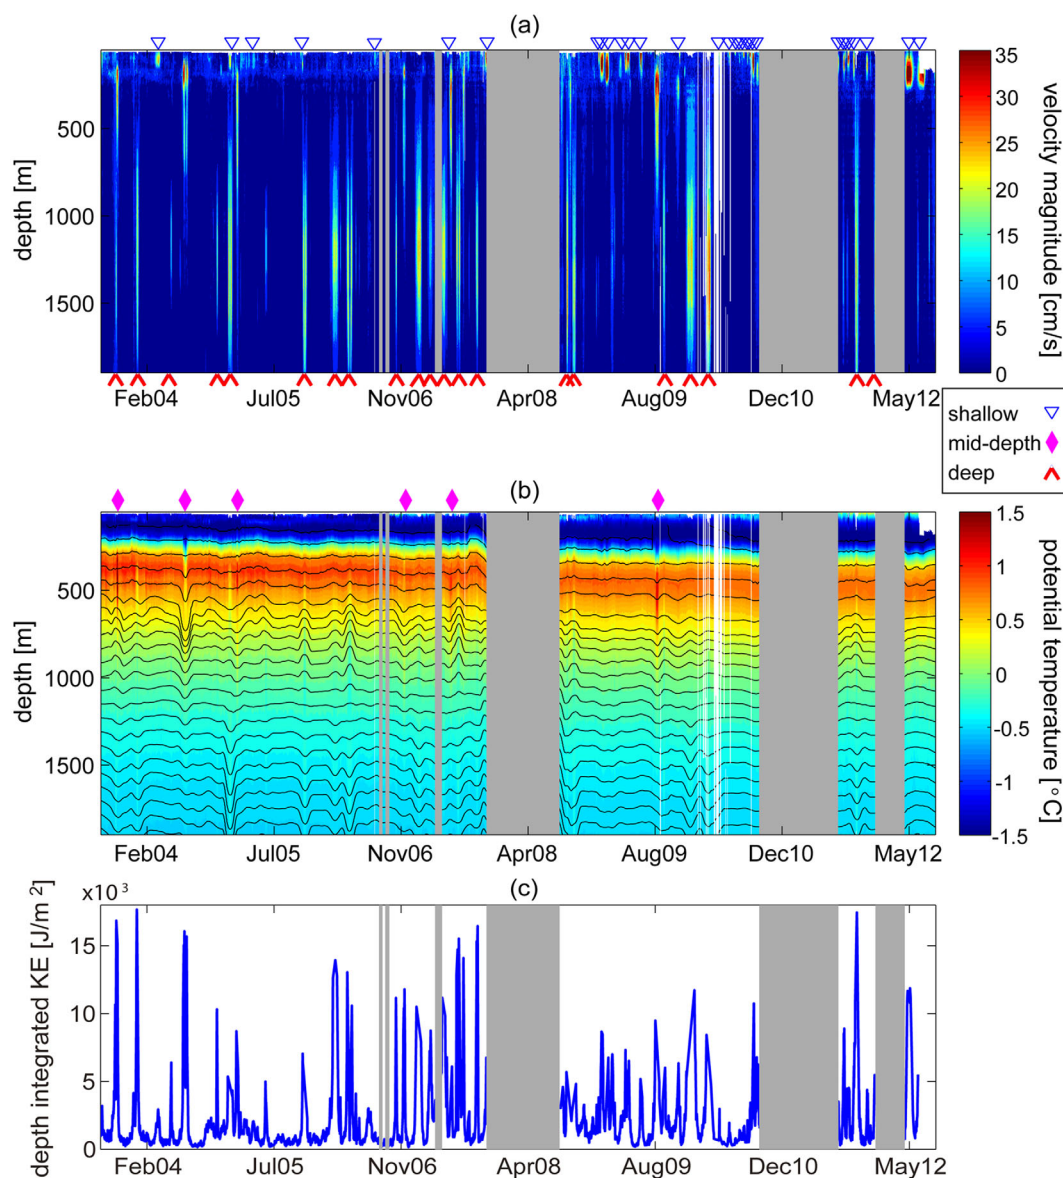 (a)
500
1000
1500
depth [m]
Feb04 Jul05 Nov06 Apr08 Aug09 Dec10 May12
35
30
25
20
15
10
5
0
velocity magnitude [cm/s]
shallow
mid-depth
deep
(b)
500
1000
1500
depth [m]
Feb04 Jul05 Nov06 Apr08 Aug09 Dec10 May12
1.5
1
0.5
0
-0.5
-1
-1.5
potential temperature [°C]
(c)
x10³
15
10
5
0
depth integrated KE [J/m²]
Feb04 Jul05 Nov06 Apr08 Aug09 Dec10 May12